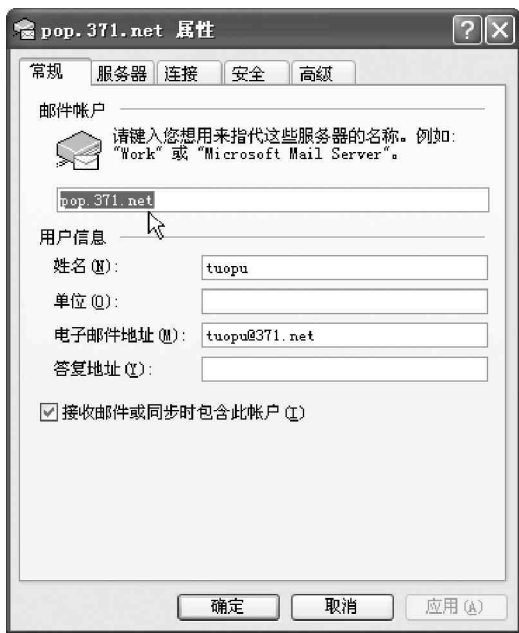 pop.371.net 属性
常规 服务器 连接 安全 高级
邮件帐户
请键入您想用来指代这些服务器的名称。例如:
"Work" 或 "Microsoft Mail Server"。
pop.371.net
用户信息
姓名(N): tuopu
单位(O):
电子邮件地址(M): tuopu@371.net
答复地址(Y):
接收邮件或同步时包含此帐户(I)
确定 取消 应用(A)